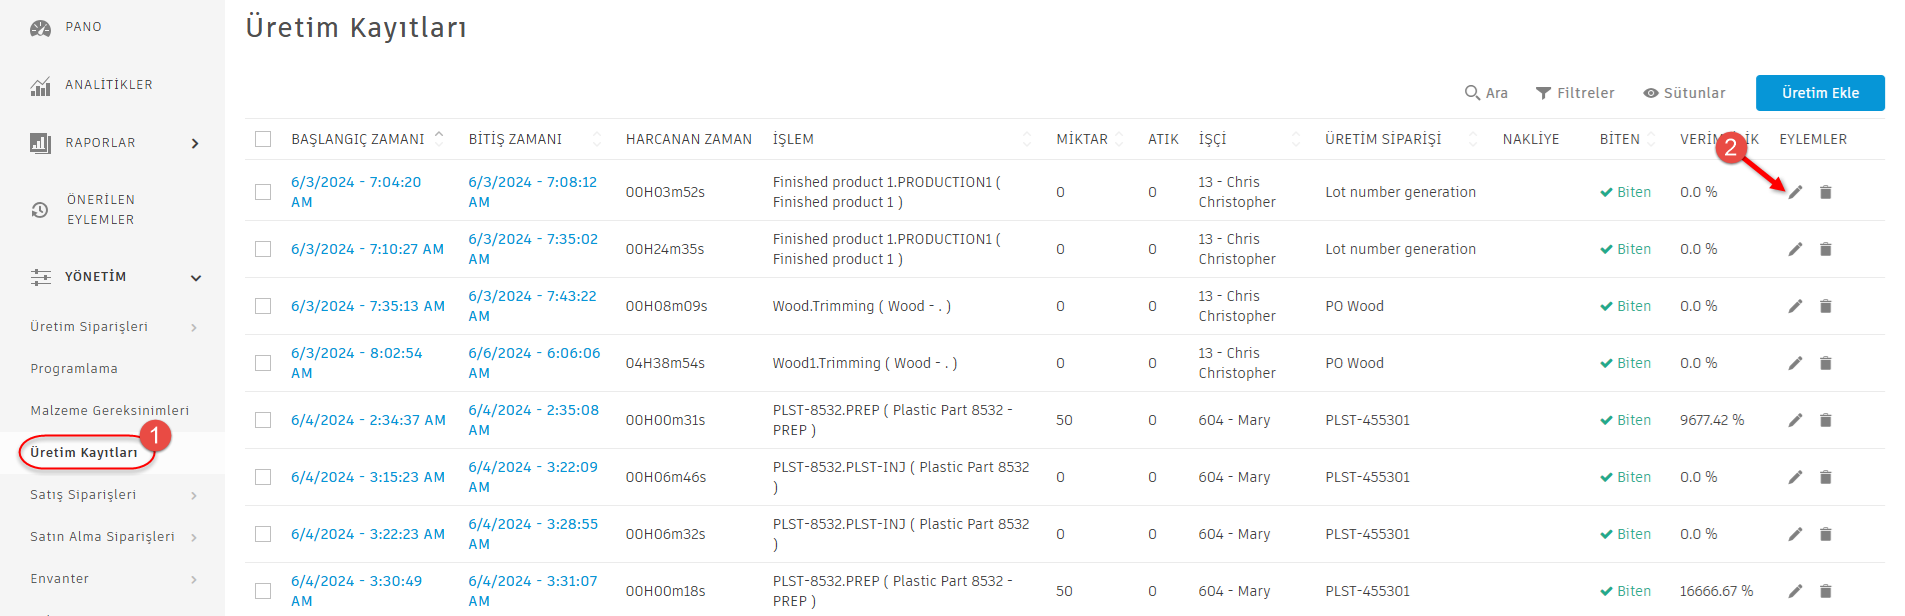 PANO
ANALİTİKLER
RAPORLAR
ÖNERİLEN
EYLEMLER
YÖNETİM
Üretim Siparişleri
Programlama
Malzeme Gereksinimleri
Üretim Kayıtları
1
Satış Siparişleri
Satın Alma Siparişleri
Envanter
Üretim Kayıtları
Ara Filtreler Sütunlar Üretim Ekle
BAŞLANGIÇ ZAMANI BİTİŞ ZAMANI HARCANAN ZAMAN İŞLEM MİKTAR ATIK İŞÇİ ÜRETİM SİPARİŞİ NAKLİYE BİTEN EYLEMLER
2
6/3/2024 - 7:04:20 6/3/2024 - 7:08:12 Finished product 1.PRODUCTION1 ( 13 - Chris
00H03m52s 0 0 Lot number generation Biten 0.0 %
AM AM Finished product 1 ) Christopher
6/3/2024 - 7:35:02 Finished product 1.PRODUCTION1 ( 13 - Chris
6/3/2024 - 7:10:27 AM 00H24m35s 0 0 Lot number generation Biten 0.0 %
AM Finished product 1 ) Christopher
6/3/2024 - 7:43:22 13 - Chris
6/3/2024 - 7:35:13 AM 00H08m09s Wood.Trimming ( Wood - . ) 0 0 PO Wood Biten 0.0 %
AM Christopher
6/3/2024 - 8:02:54 6/6/2024 - 6:06:06 13 - Chris
04H38m54s Wood1.Trimming ( Wood - . ) 0 0 PO Wood Biten 0.0 %
AM AM Christopher
6/4/2024 - 2:35:08 PLST-8532.PREP ( Plastic Part 8532 -
6/4/2024 - 2:34:37 AM 00H00m31s 50 0 604 - Mary PLST-455301 Biten 9677.42 %
AM PREP )
6/4/2024 - 3:22:09 PLST-8532.PLST-INJ ( Plastic Part 8532
6/4/2024 - 3:15:23 AM 00H06m46s 0 0 604 - Mary PLST-455301 Biten 0.0 %
AM )
6/4/2024 - 3:28:55 PLST-8532.PLST-INJ ( Plastic Part 8532
6/4/2024 - 3:22:23 AM 00H06m32s 0 0 604 - Mary PLST-455301 Biten 0.0 %
AM )
6/4/2024 - 3:30:49 6/4/2024 - 3:31:07 PLST-8532.PREP ( Plastic Part 8532 -
00H00m18s 50 0 604 - Mary PLST-455301 Biten 16666.67 %
AM AM PREP )